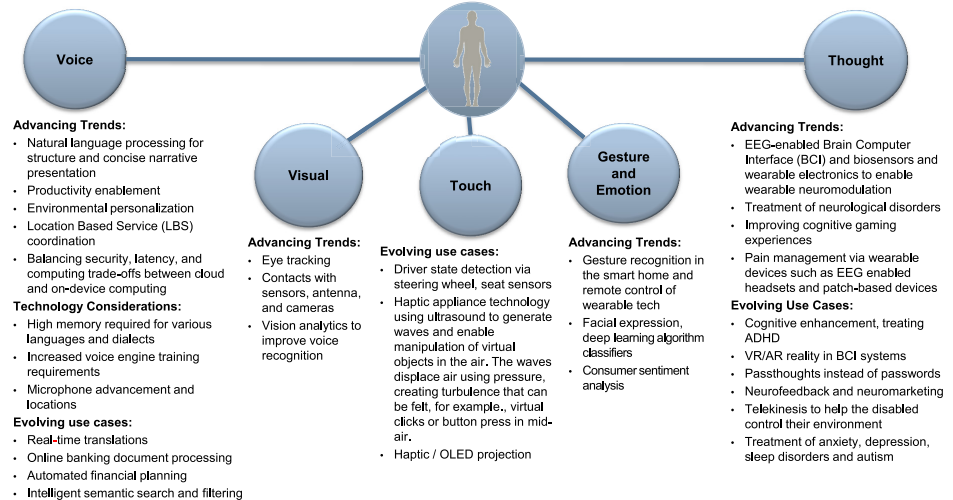 Voice
Advancing Trends:
• Natural language processing for
structure and concise narrative
presentation
• Productivity enablement
• Environmental personalization
• Location Based Service (LBS)
coordination
• Balancing security, latency, and
computing trade-offs between cloud
and on-device computing
Technology Considerations:
• High memory required for various
languages and dialects
• Increased voice engine training
requirements
• Microphone advancement and
locations
Evolving use cases:
• Real-time translations
• Online banking document processing
• Automated financial planning
• Intelligent semantic search and filtering
Visual
Advancing Trends:
• Eye tracking
• Contacts with
sensors, antenna,
and cameras
• Vision analytics to
improve voice
recognition
Touch
Evolving use cases:
• Driver state detection via
steering wheel, seat sensors
• Haptic appliance technology
using ultrasound to generate
waves and enable
manipulation of virtual
objects in the air. The waves
displace air using pressure,
creating turbulence that can
be felt, for example., virtual
clicks or button press in mid-
air.
• Haptic / OLED projection
Gesture
and
Emotion
Advancing Trends:
• Gesture recognition in
the smart home and
remote control of
wearable tech
• Facial expression,
deep learning algorithm
classifiers
• Consumer sentiment
analysis
Thought
Advancing Trends:
• EEG-enabled Brain Computer
Interface (BCI) and biosensors and
wearable electronics to enable
wearable neuromodulation
• Treatment of neurological disorders
• Improving cognitive gaming
experiences
• Pain management via wearable
devices such as EEG enabled
headsets and patch-based devices
Evolving Use Cases:
• Cognitive enhancement, treating
ADHD
• VR/AR reality in BCI systems
• Passthoughts instead of passwords
• Neurofeedback and neuromarketing
• Telekinesis to help the disabled
control their environment
• Treatment of anxiety, depression,
sleep disorders and autism